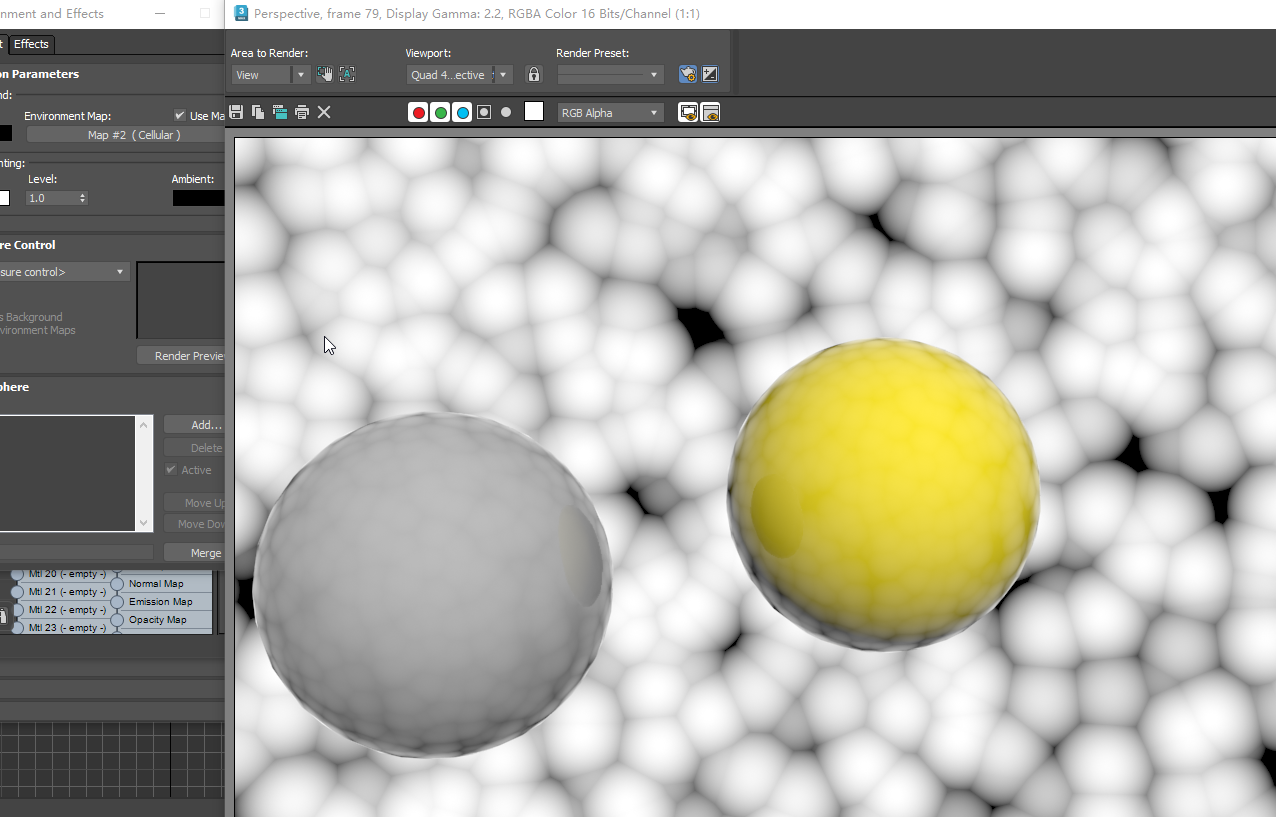 nment and Effects
Perspective, frame 79, Display Gamma: 2.2, RGBA Color 16 Bits/Channel (1:1)
t Effects
Area to Render:
Viewport:
Render Preset:
View
Quad 4...ective
on Parameters
nd:
Environment Map:
Use Ma
RGB Alpha
Map #2 ( Cellular )
nting:
Level:
Ambient:
1.0
re Control
sure control>
s Background
vironment Maps
Render Previe
phere
Add...
Delete
Active
Move Up
Move Dow
Merge
Mtl 20 (- empty -)
Normal Map
Mtl 21 (- empty -)
Emission Map
Mtl 22 (- empty -)
Opacity Map
Mtl 23 (- empty -)